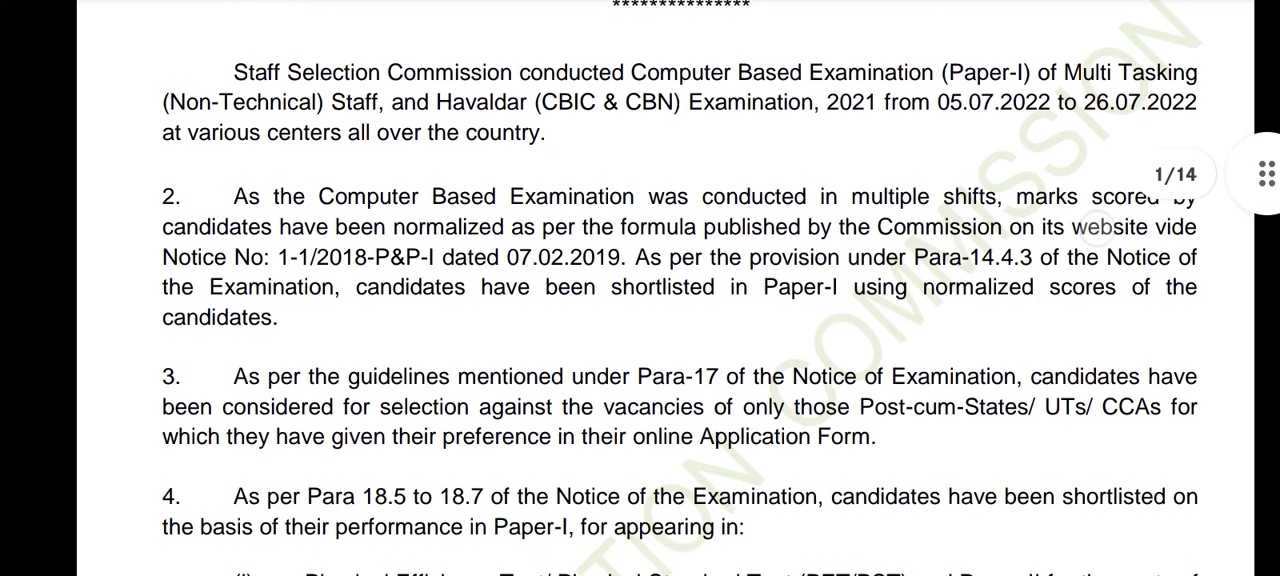 ***************
Staff Selection Commission conducted Computer Based Examination (Paper-I) of Multi Tasking
(Non-Technical) Staff, and Havaldar (CBIC & CBN) Examination, 2021 from 05.07.2022 to 26.07.2022
at various centers all over the country.
1/14
2. As the Computer Based Examination was conducted in multiple shifts, marks scored by
candidates have been normalized as per the formula published by the Commission on its website vide
Notice No: 1-1/2018-P&P-I dated 07.02.2019. As per the provision under Para-14.4.3 of the Notice of
the Examination, candidates have been shortlisted in Paper-I using normalized scores of the
candidates.
3. As per the guidelines mentioned under Para-17 of the Notice of Examination, candidates have
been considered for selection against the vacancies of only those Post-cum-States/ UTs/ CCAs for
which they have given their preference in their online Application Form.
4. As per Para 18.5 to 18.7 of the Notice of the Examination, candidates have been shortlisted on
the basis of their performance in Paper-I, for appearing in:
TION COMMISSION